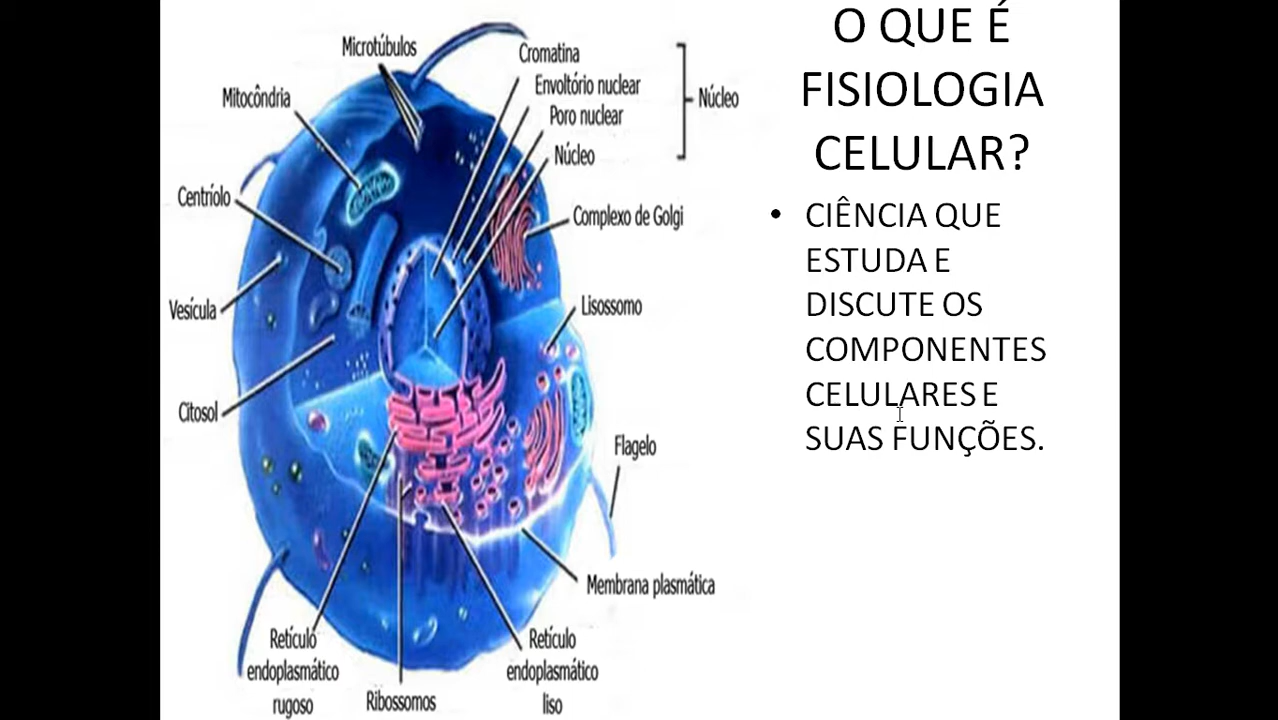 Microtúbulos
Cromatina
Mitocôndria
Envoltório nuclear
Núcleo
Poro nuclear
Núcleo
Centríolo
Complexo de Golgi
Vesícula
Lisossomo
Citosol
Flagelo
Membrana plasmática
Retículo
endoplasmático
rugoso
Ribossomos
Retículo
endoplasmático
liso
O QUE É
FISIOLOGIA
CELULAR?
• CIÊNCIA QUE
ESTUDA E
DISCUTE OS
COMPONENTES
CELULARES E
SUAS FUNÇÕES.